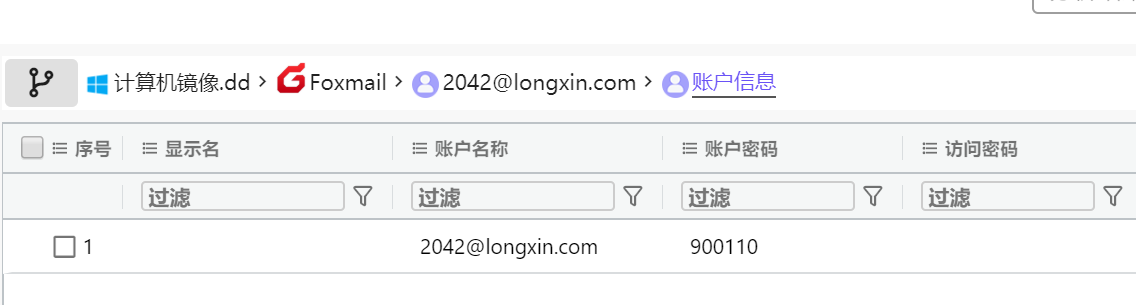 计算机镜像.dd > Foxmail > 2042@longxin.com > 账户信息
序号 显示名 账户名称 账户密码 访问密码
过滤 过滤 过滤 过滤
1 2042@longxin.com 900110